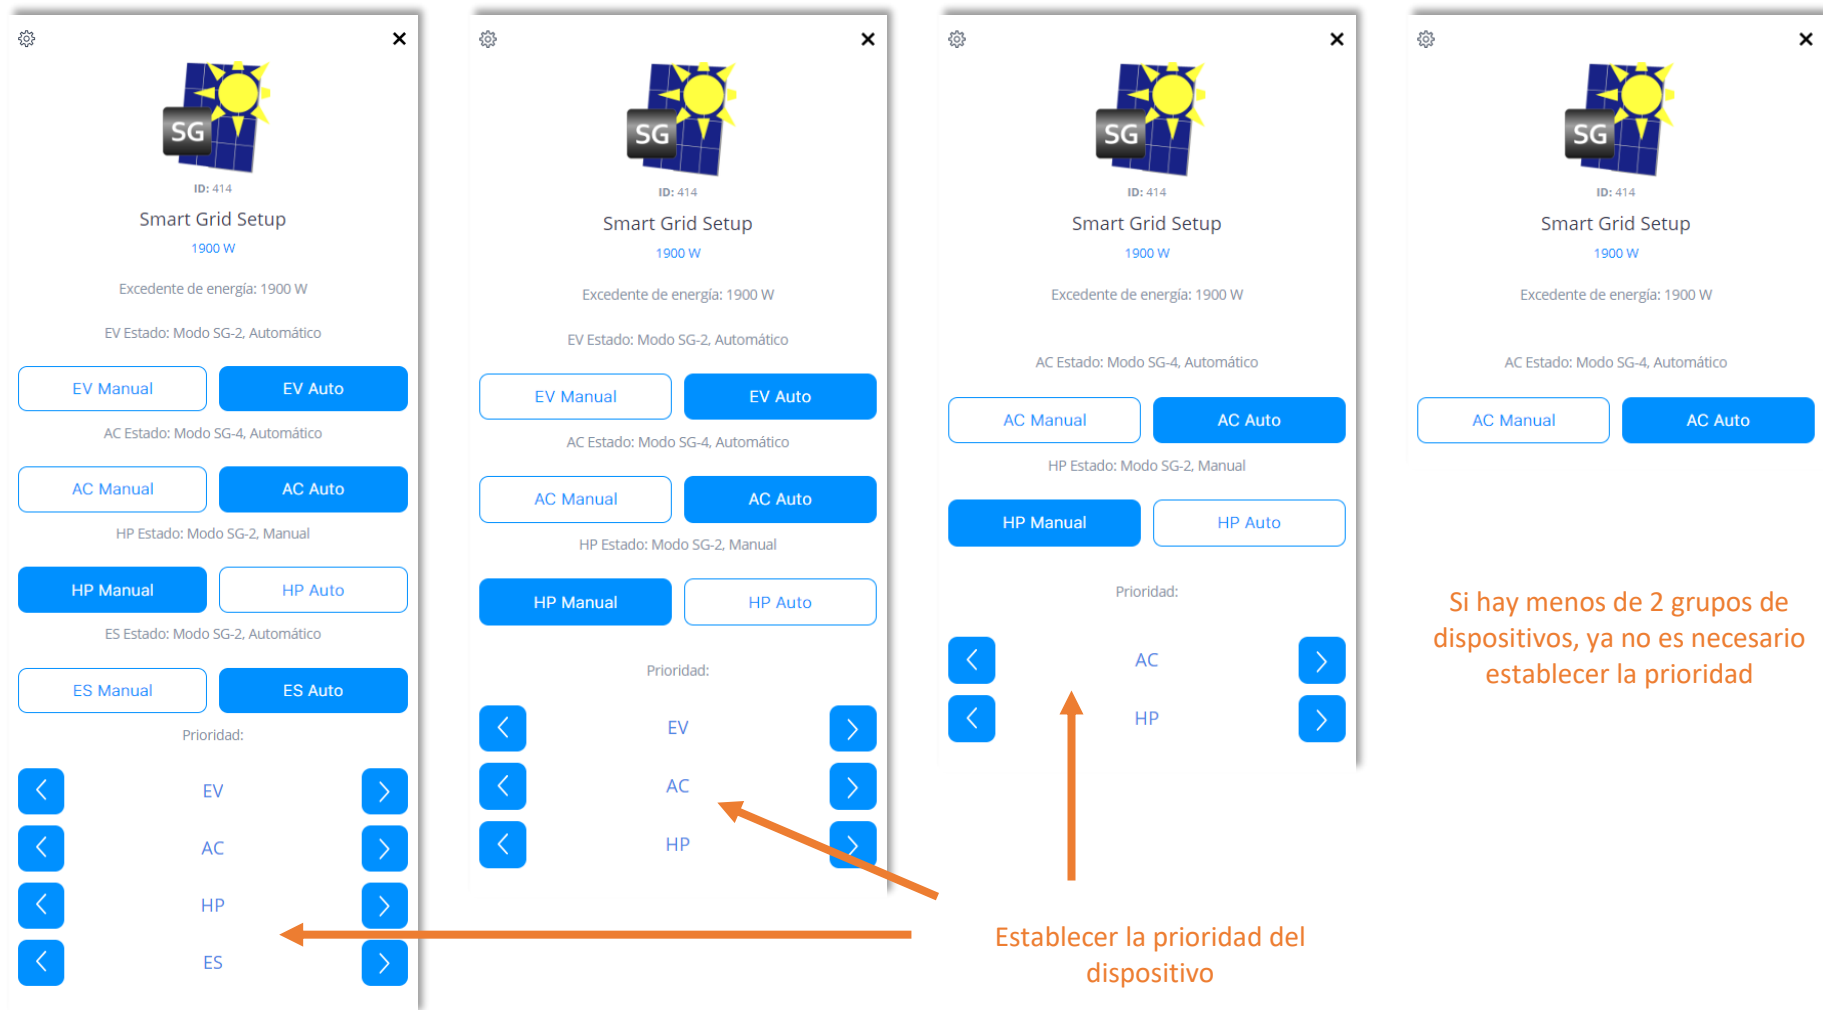 SG
ID: 414
Smart Grid Setup
1900 W
Excedente de energía: 1900 W
EV Estado: Modo SG-2, Automático
EV Manual EV Auto
AC Estado: Modo SG-4, Automático
AC Manual AC Auto
HP Estado: Modo SG-2, Manual
HP Manual HP Auto
ES Estado: Modo SG-2, Automático
ES Manual ES Auto
Prioridad:
EV
AC
HP
ES
SG
ID: 414
Smart Grid Setup
1900 W
Excedente de energía: 1900 W
EV Estado: Modo SG-2, Automático
EV Manual EV Auto
AC Estado: Modo SG-4, Automático
AC Manual AC Auto
HP Estado: Modo SG-2, Manual
HP Manual HP Auto
Prioridad:
EV
AC
HP
SG
ID: 414
Smart Grid Setup
1900 W
Excedente de energía: 1900 W
AC Estado: Modo SG-4, Automático
AC Manual AC Auto
HP Estado: Modo SG-2, Manual
HP Manual HP Auto
Prioridad:
AC
HP
SG
ID: 414
Smart Grid Setup
1900 W
Excedente de energía: 1900 W
AC Estado: Modo SG-4, Automático
AC Manual AC Auto
Si hay menos de 2 grupos de
dispositivos, ya no es necesario
establecer la prioridad
Establecer la prioridad del
dispositivo